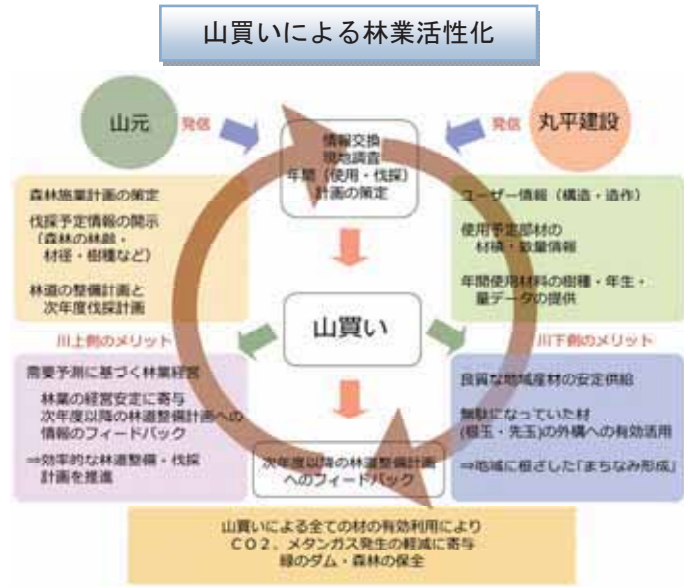 山買いによる林業活性化
山元
発信
情報交換
現地調査
年間（使用・伐採）
計画の策定
発信
丸平建設
森林施業計画の策定
伐採予定情報の開示
（森林の林齢・
材径・樹種など）
林道の整備計画と
次年度伐採計画
ユーザー情報（構造・造作）
使用予定部材の
材積・数量情報
年間使用材料の樹種・年生・
量データの提供
山買い
川上側のメリット
需要予測に基づく林業経営
林業の経営安定に寄与
次年度以降の林道整備計画への
情報のフィードバック
⇒効率的な林道整備・伐採
計画を推進
川下側のメリット
良質な地域産材の安定供給
無駄になっていた材
(根玉・先玉)の外構への有効活用
⇒地域に根ざした「まちなみ形成」
次年度以降の林道整備計画
へのフィードバック
山買いによる全ての材の有効利用により
ＣＯ２、メタンガス発生の軽減に寄与
緑のダム・森林の保全